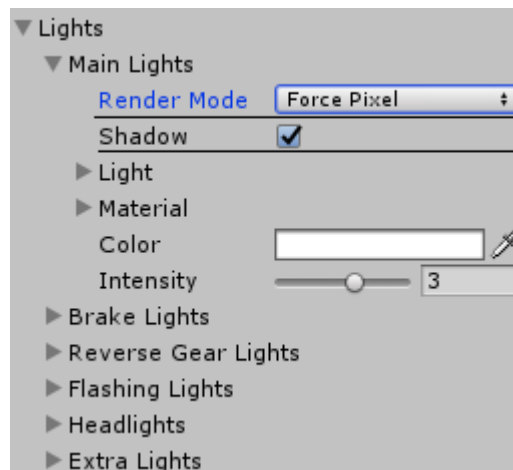 Lights
Main Lights
Render Mode Force Pixel
Shadow
Light
Material
Color
Intensity 3
Brake Lights
Reverse Gear Lights
Flashing Lights
Headlights
Extra Lights